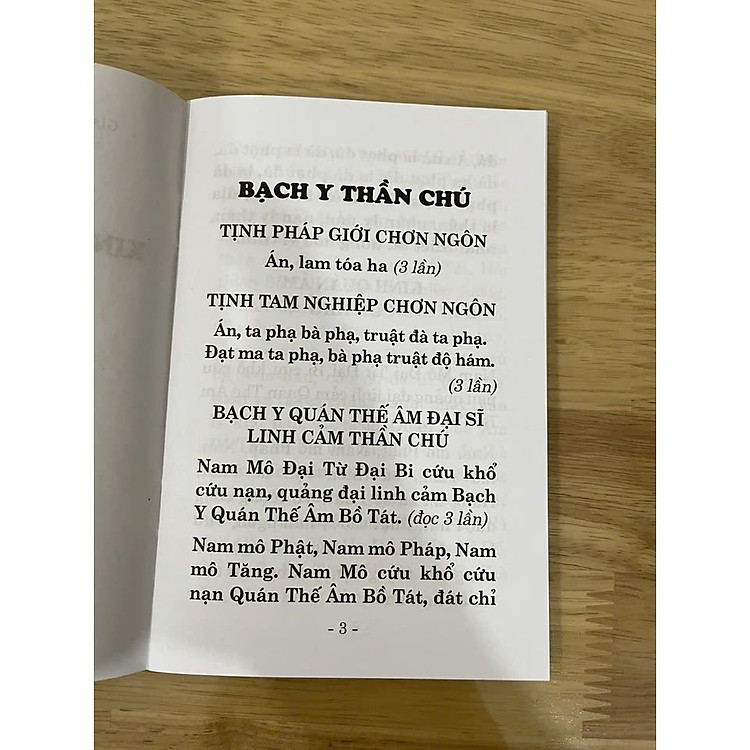 BẠCH Y THẦN CHÚ
TỊNH PHÁP GIỚI CHƠN NGÔN
Án, lam tóa ha (3 lần)
TỊNH TAM NGHIỆP CHƠN NGÔN
Án, ta phạ bà phạ, truật đà ta phạ.
Đạt ma ta phạ, bà phạ truật độ hám.
(3 lần)
BẠCH Y QUÁN THẾ ÂM ĐẠI SĨ
LINH CẢM THẦN CHÚ
Nam Mô Đại Từ Đại Bi cứu khổ
cứu nạn, quảng đại linh cảm Bạch
Y Quán Thế Âm Bồ Tát. (đọc 3 lần)
Nam mô Phật, Nam mô Pháp, Nam
mô Tăng. Nam Mô cứu khổ cứu
nạn Quán Thế Âm Bồ Tát, đát chỉ
- 3 -